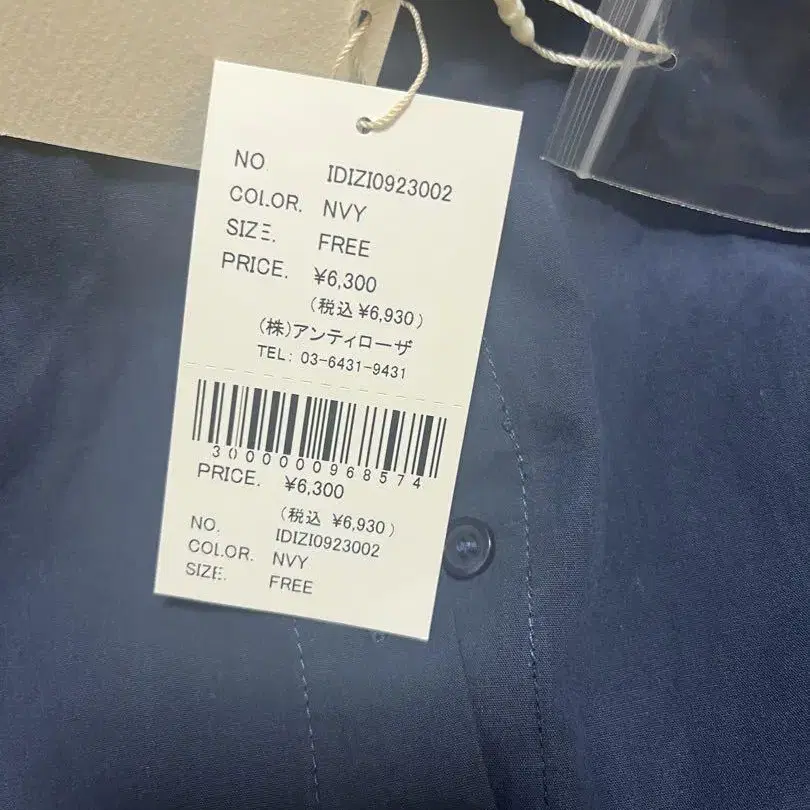 NO. IDIZI0923002
COLOR. NVY
SIZE. FREE
PRICE. ¥6,300
(税込 ¥6,930)
(株)アンティローザ
TEL: 03-6431-9431
3000000968574
PRICE. ¥6,300
(税込 ¥6,930)
NO. IDIZI0923002
COLOR. NVY
SIZE. FREE